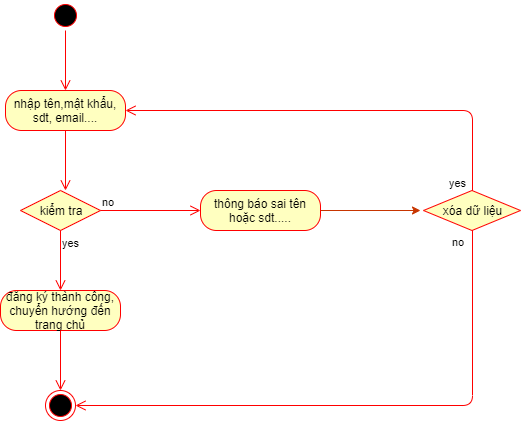 nhập tên,mật khẩu,
sdt, email....
kiểm tra
no
thông báo sai tên
hoặc sdt.....
yes
xóa dữ liệu
no
yes
đăng ký thành công,
chuyển hướng đến
trang chủ